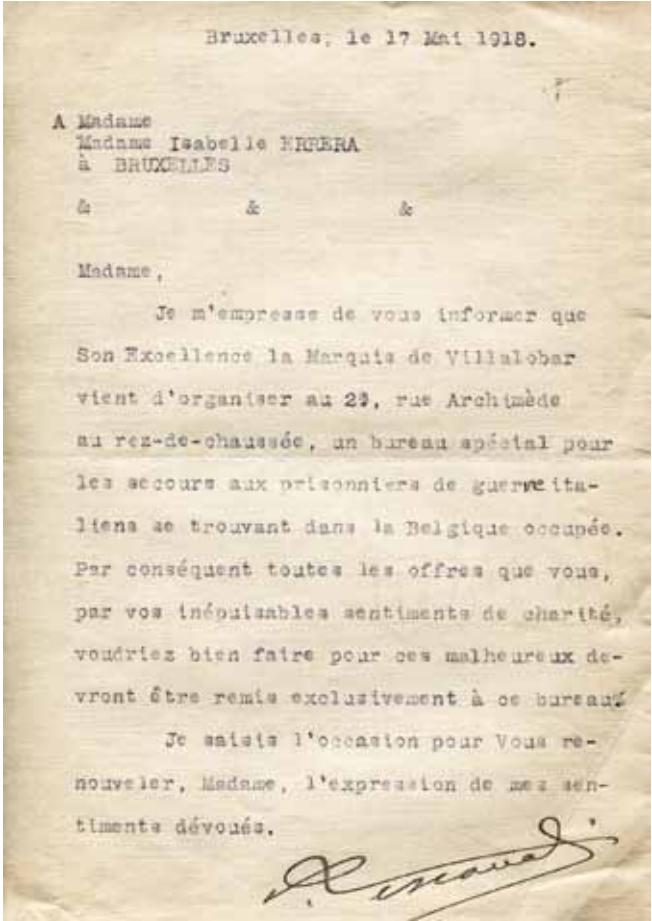 Bruxelles, le 17 Mai 1918.
A Madame
Madame Isabelle ERRERA
à BRUXELLES
& & &
Madame,
Je m'empresse de vous informer que
Son Excellence la Marquis de Villalobar
vient d'organiser au 29, rue Archimède
au rez-de-chaussée, un bureau spécial pour
les secours aux prisonniers de guerre ita-
liens se trouvant dans la Belgique occupée.
Par conséquent toutes les offres que vous,
par vos inépuisables sentiments de charité,
voudriez bien faire pour ces malheureux de-
vront être remis exclusivement à ce bureau.
Je saisis l'occasion pour Vous re-
nouveler, Madame, l'expression de mes sen-
timents dévoués.